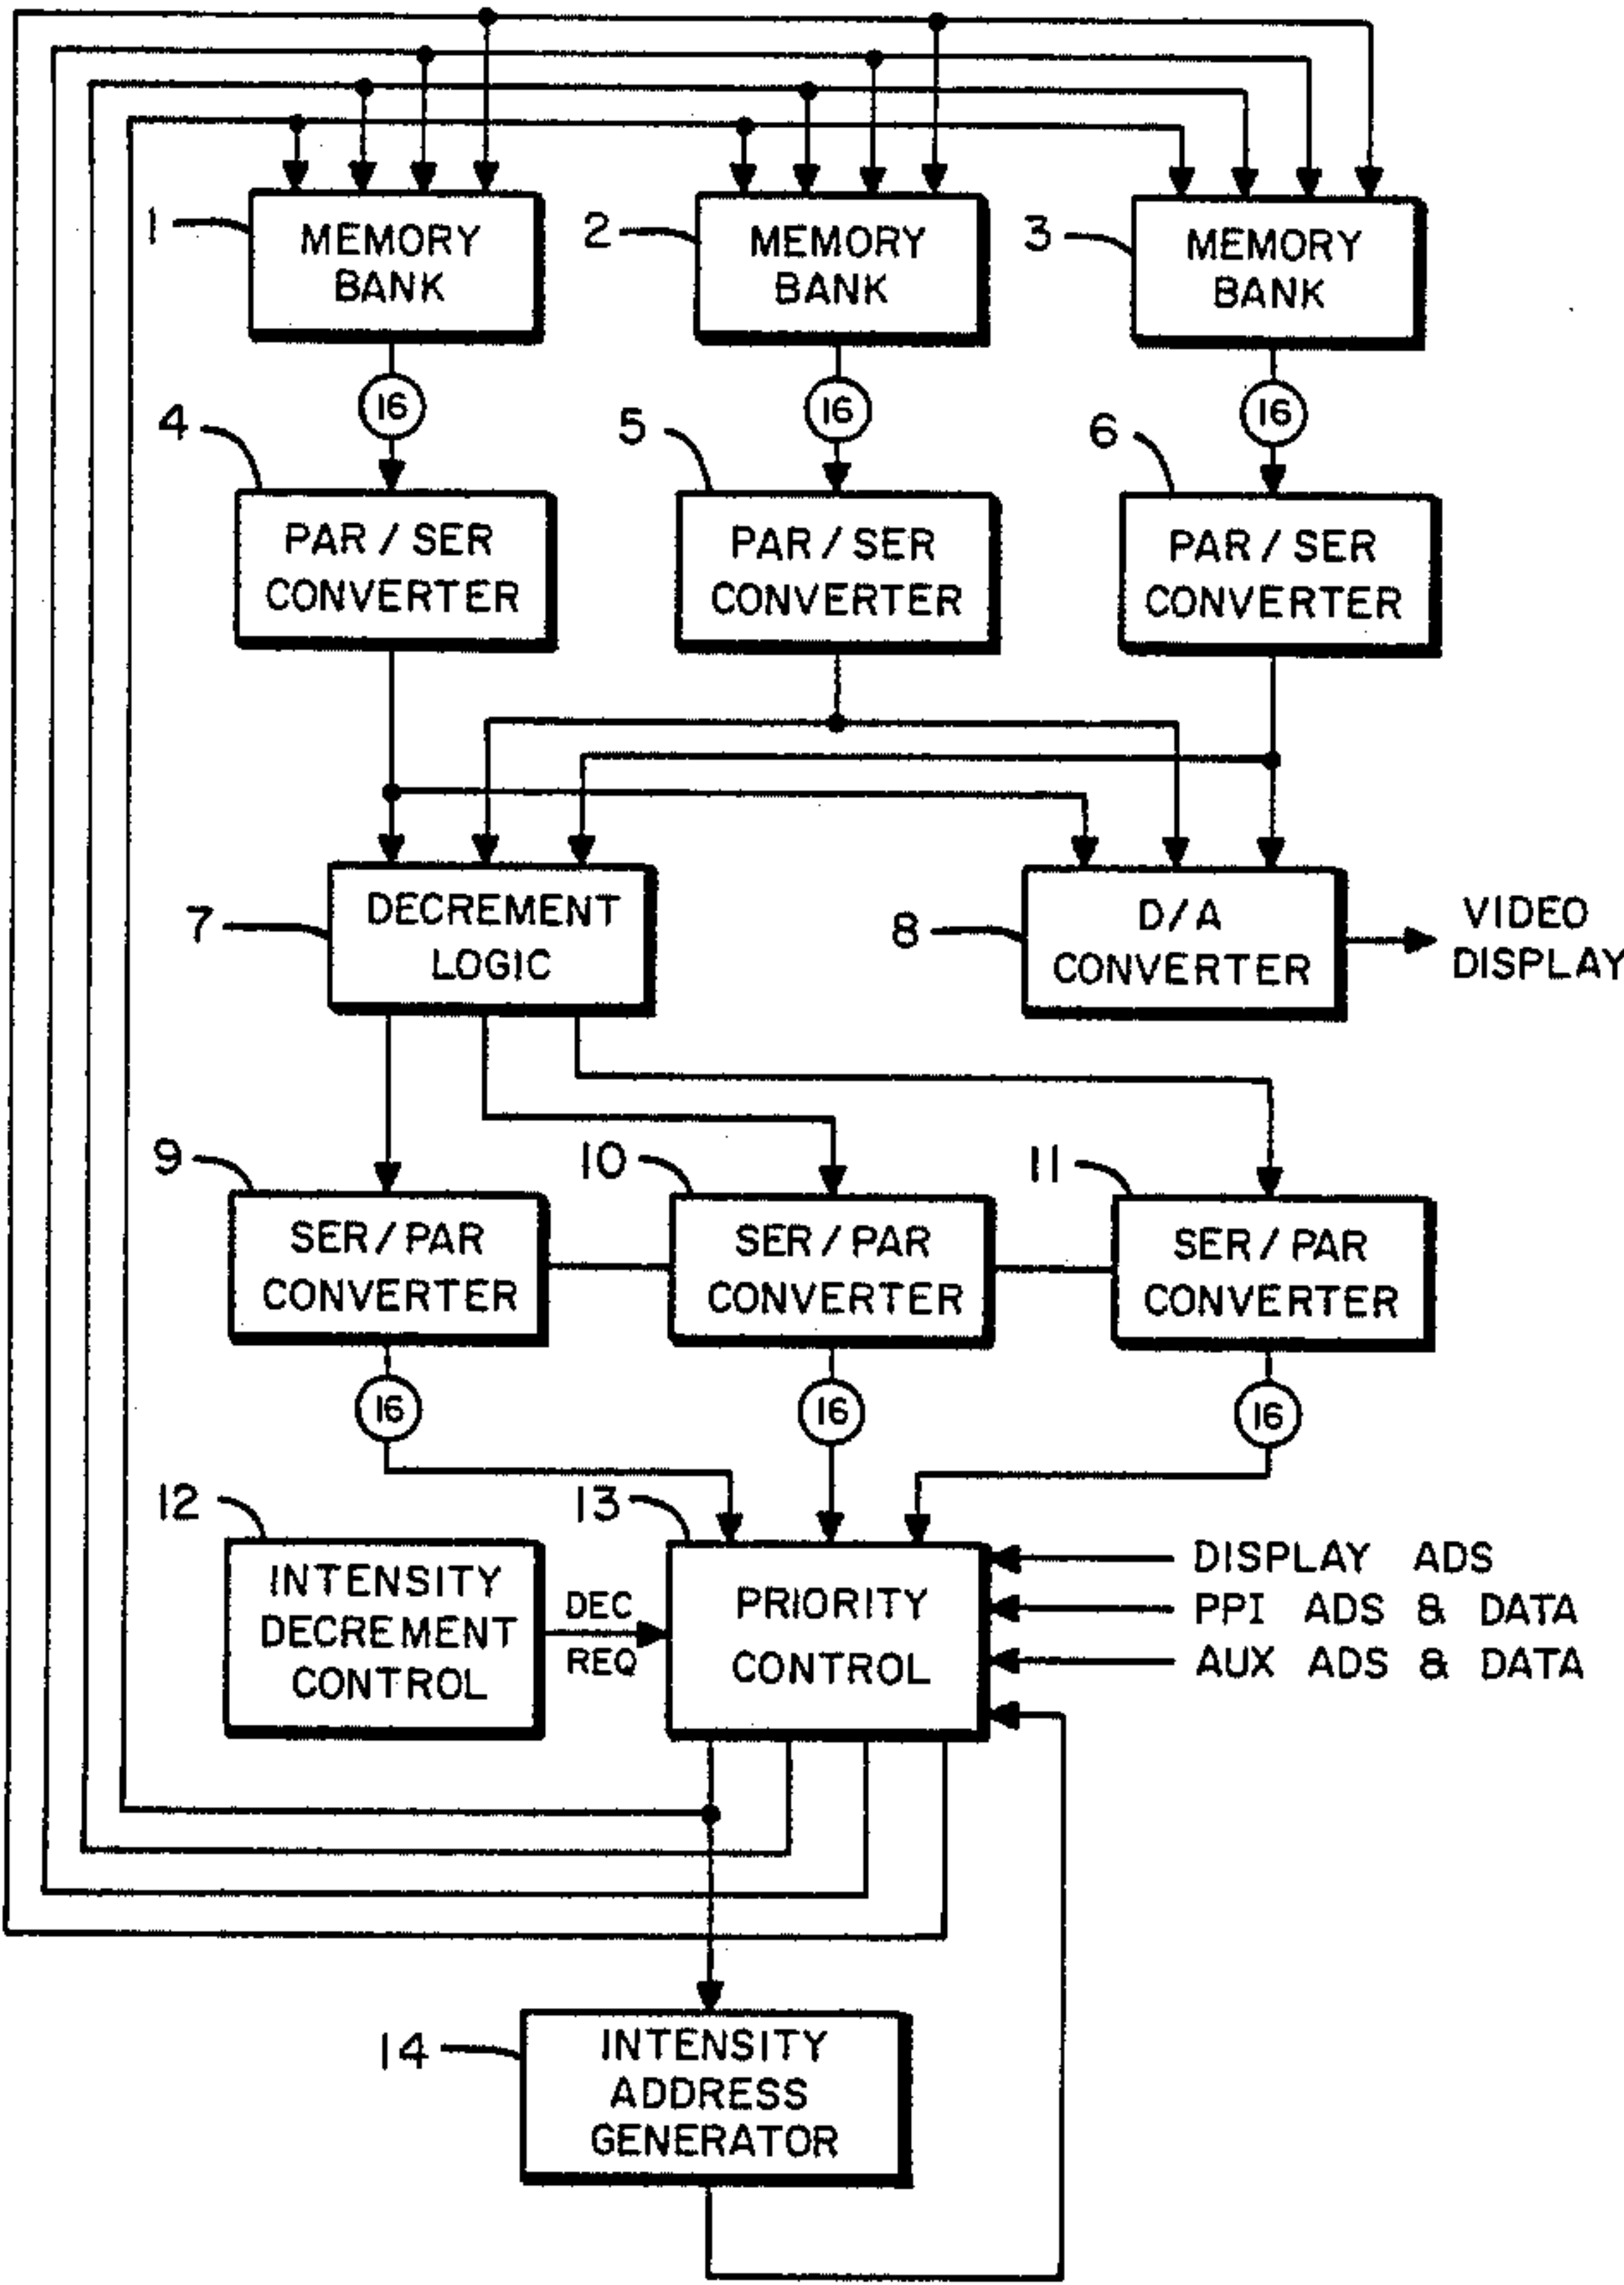 1
MEMORY
BANK
2
MEMORY
BANK
3
MEMORY
BANK
16
16
16
4
PAR / SER
CONVERTER
5
PAR / SER
CONVERTER
6
PAR / SER
CONVERTER
7
DECREMENT
LOGIC
8
D/A
CONVERTER
VIDEO
DISPLAY
9
SER / PAR
CONVERTER
10
SER / PAR
CONVERTER
11
SER / PAR
CONVERTER
16
16
16
12
INTENSITY
DECREMENT
CONTROL
DEC
REQ
13
PRIORITY
CONTROL
DISPLAY ADS
PPI ADS & DATA
AUX ADS & DATA
14
INTENSITY
ADDRESS
GENERATOR